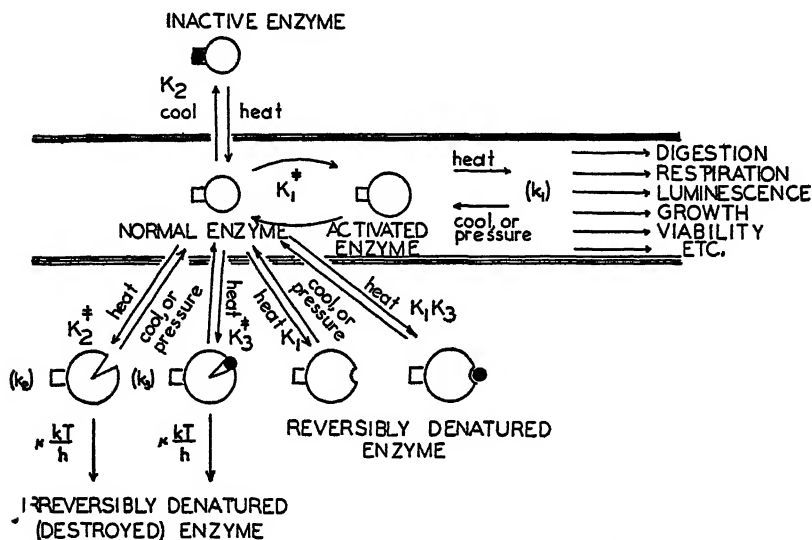 INACTIVE ENZYME
K2
cool
heat
heat
DIGESTION
RESPIRATION
K1‡
(k1)
LUMINESCENCE
cool, or
pressure
GROWTH
NORMAL ENZYME
ACTIVATED
ENZYME
VIABILITY
ETC.
K2‡
heat
cool, or
pressure
heat
K3‡
heat
K1
cool, or
pressure
heat
K1K3
(k2)
(k3)
κ kT/h
κ kT/h
REVERSIBLY DENATURED
ENZYME
IRREVERSIBLY DENATURED
(DESTROYED) ENZYME